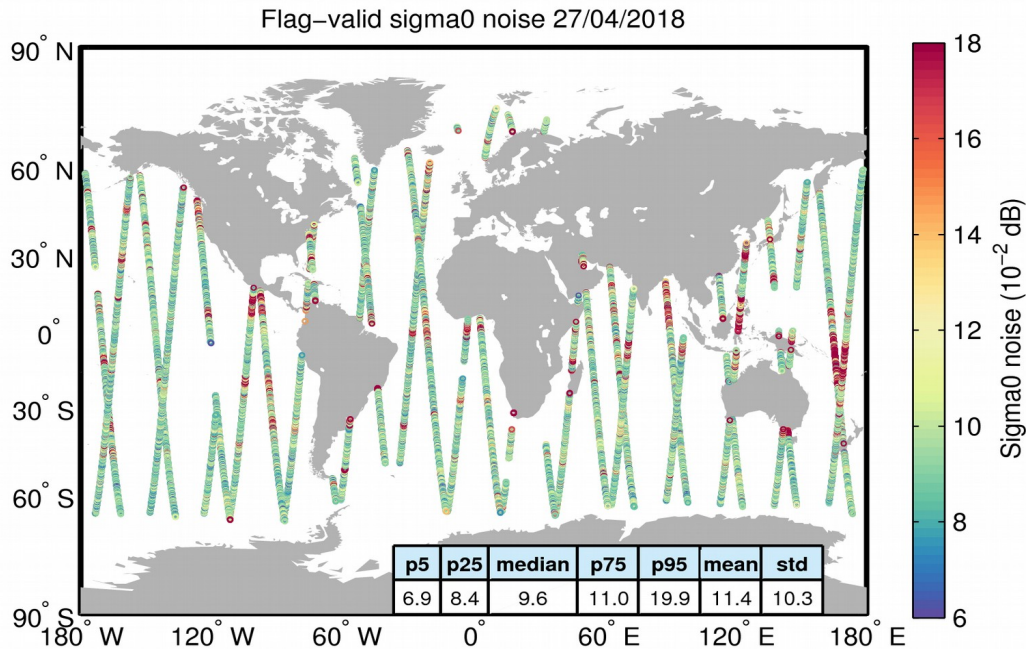 Flag−valid sigma0 noise 27/04/2018
90° N
60° N
30° N
0°
30° S
60° S
90° S
180° W 120° W 60° W 0° 60° E 120° E 180° E
p5 p25 median p75 p95 mean std
6.9 8.4 9.6 11.0 19.9 11.4 10.3
18
16
14
12
10
8
6
Sigma0 noise (10⁻² dB)